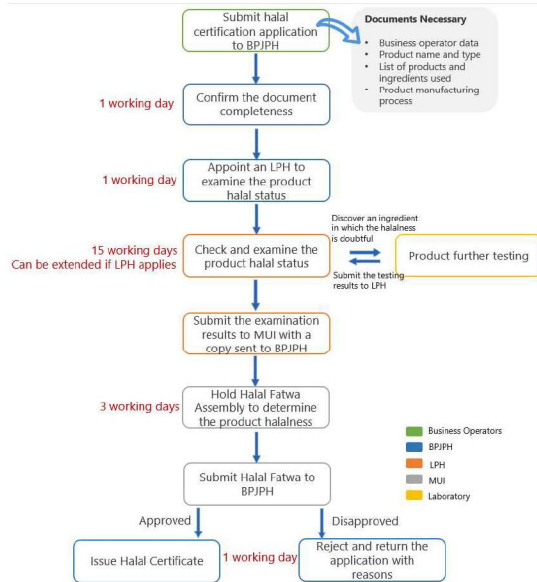 Submit halal
certification application
to BPJPH
Documents Necessary
• Business operator data
• Product name and type
• List of products and
ingredients used
- Product manufacturing
process
1 working day
Confirm the document
completeness
1 working day
Appoint an LPH to
examine the product
halal status
15 working days
Can be extended if LPH applies
Check and examine the
product halal status
Discover an ingredient
in which the halalness
is doubtful
Submit the testing
results to LPH
Product further testing
Submit the examination
results to MUI with a
copy sent to BPJPH
3 working days
Hold Halal Fatwa
Assembly to determine
the product halalness
Submit Halal Fatwa to
BPJPH
Business Operators
BPJPH
LPH
MUI
Laboratory
Approved
Disapproved
Issue Halal Certificate
1 working day
Reject and return the
application with
reasons